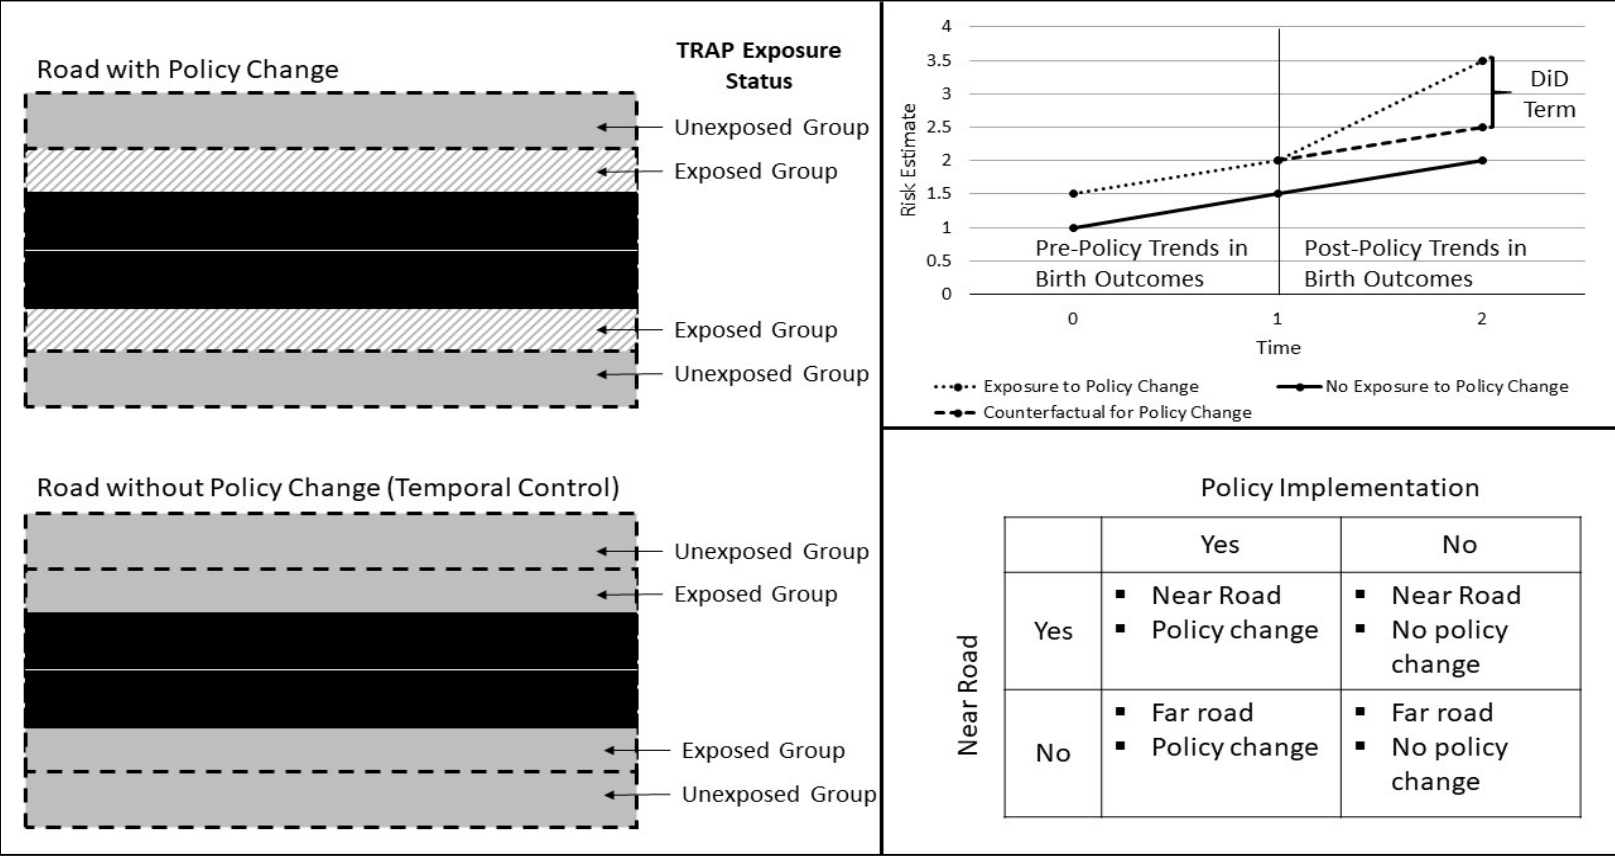 TRAP Exposure
Status
Road with Policy Change
Unexposed Group
Exposed Group
Exposed Group
Unexposed Group
Road without Policy Change (Temporal Control)
Unexposed Group
Exposed Group
Exposed Group
Unexposed Group
4
3.5
3
2.5
2
1.5
1
0.5
0
Risk Estimate
DiD
Term
Pre-Policy Trends in
Birth Outcomes
Post-Policy Trends in
Birth Outcomes
0 1 2
Time
Exposure to Policy Change
No Exposure to Policy Change
Counterfactual for Policy Change
Policy Implementation
Yes No
Near Road
Yes
▪ Near Road
▪ Policy change
▪ Near Road
▪ No policy
change
No
▪ Far road
▪ Policy change
▪ Far road
▪ No policy
change